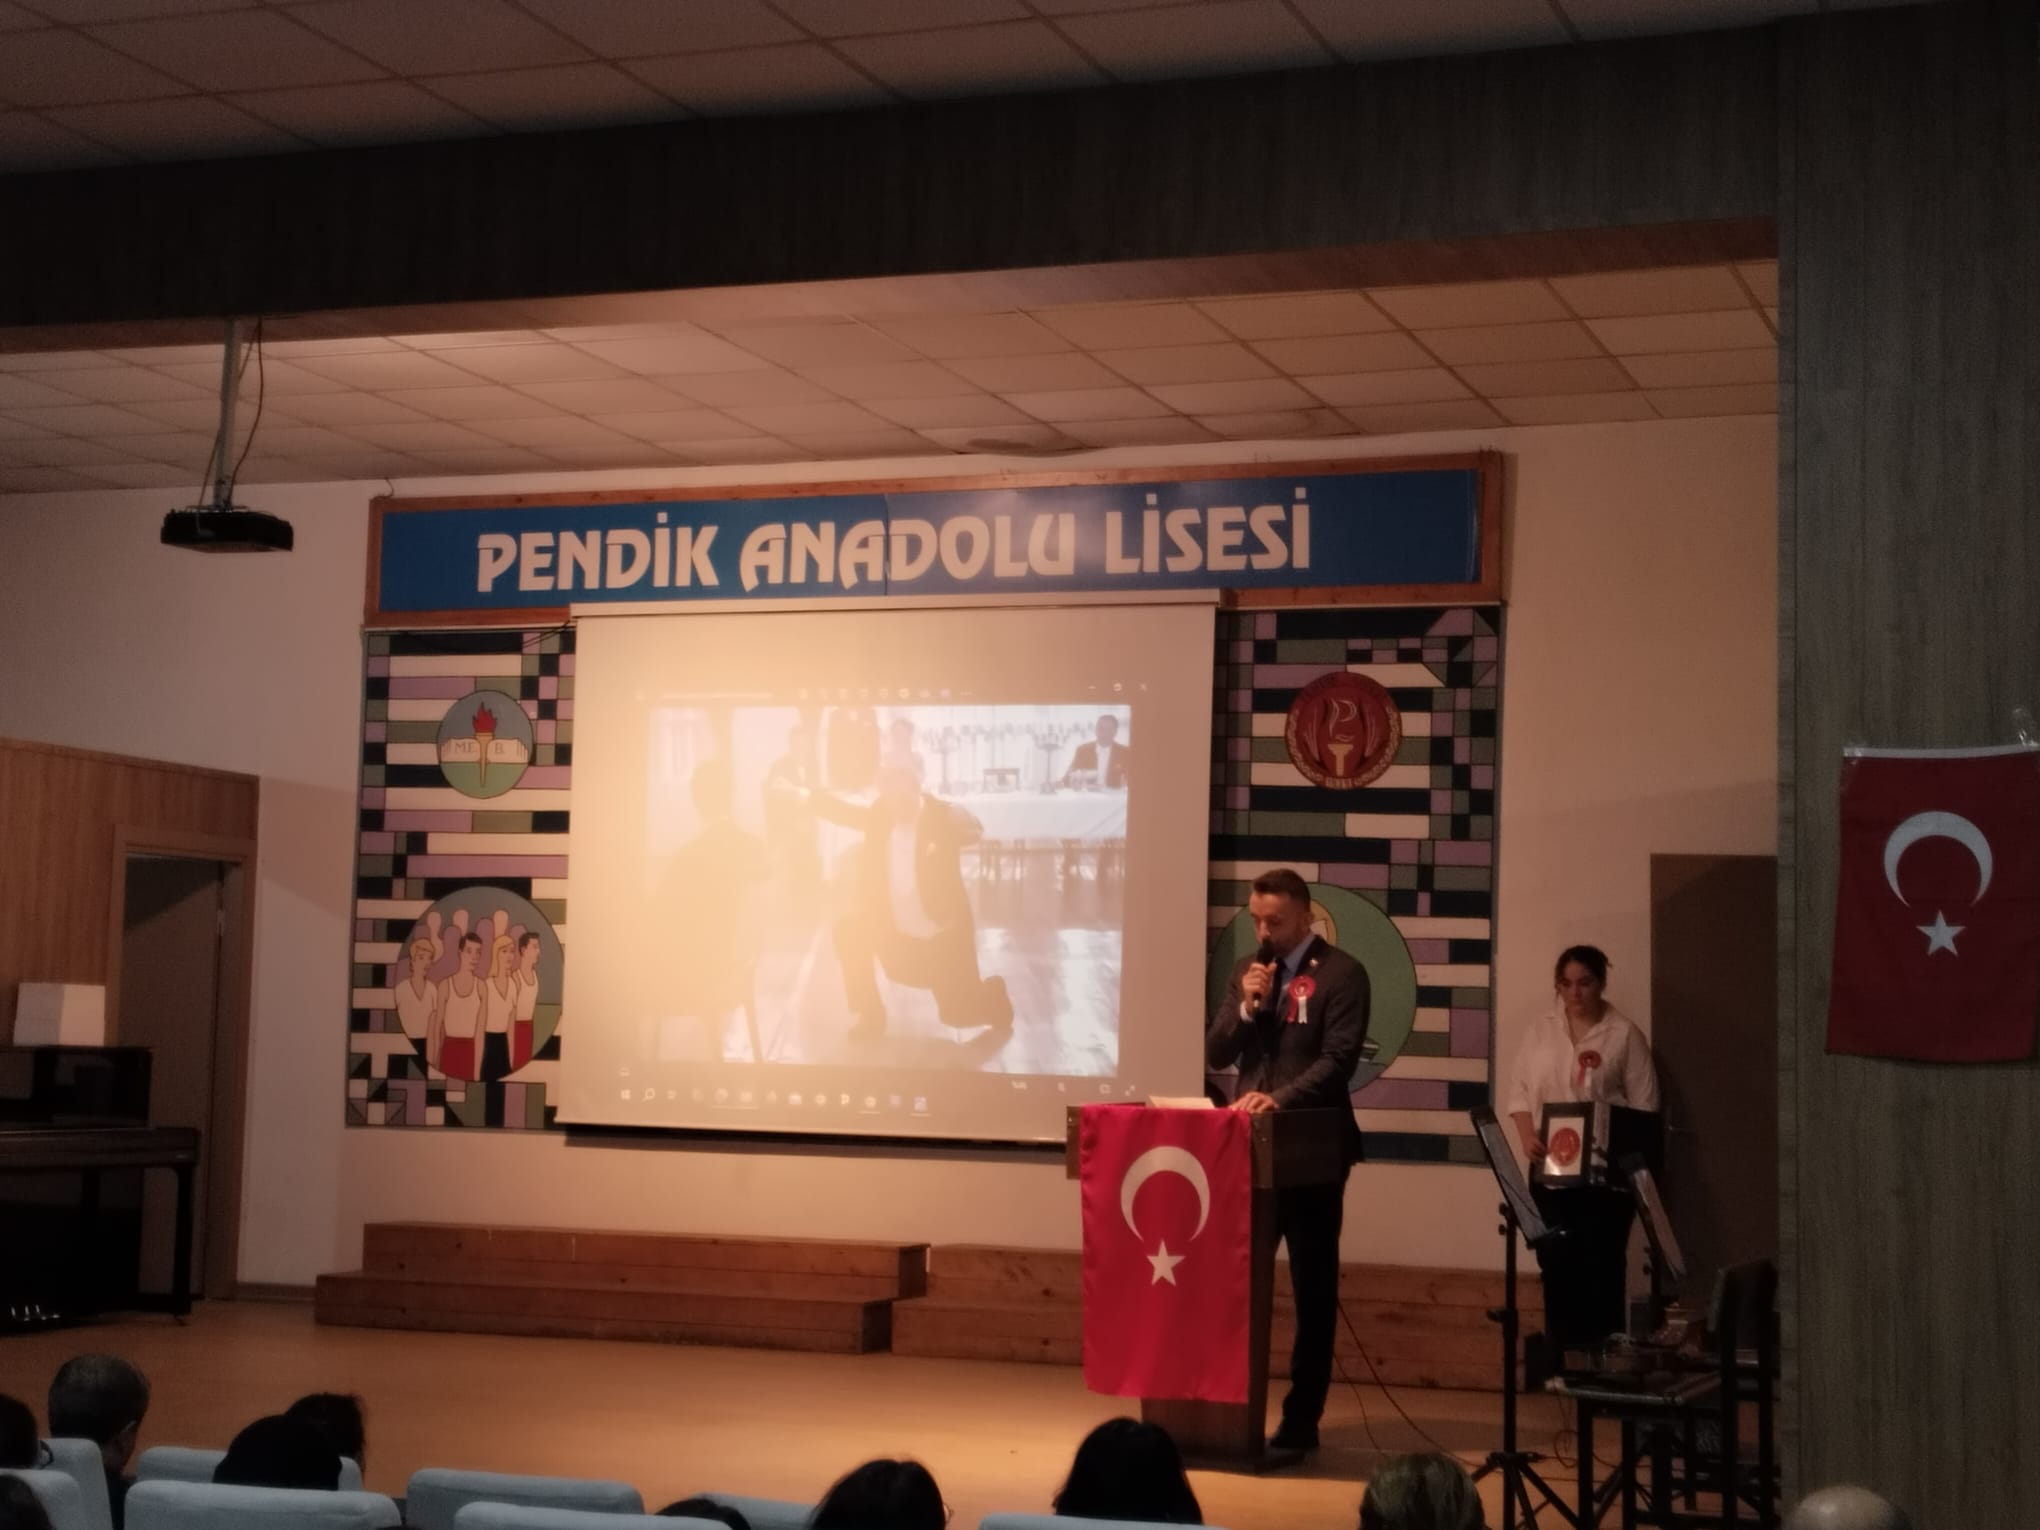 PENDİK ANADOLU LİSESİ
M.E. B.
P